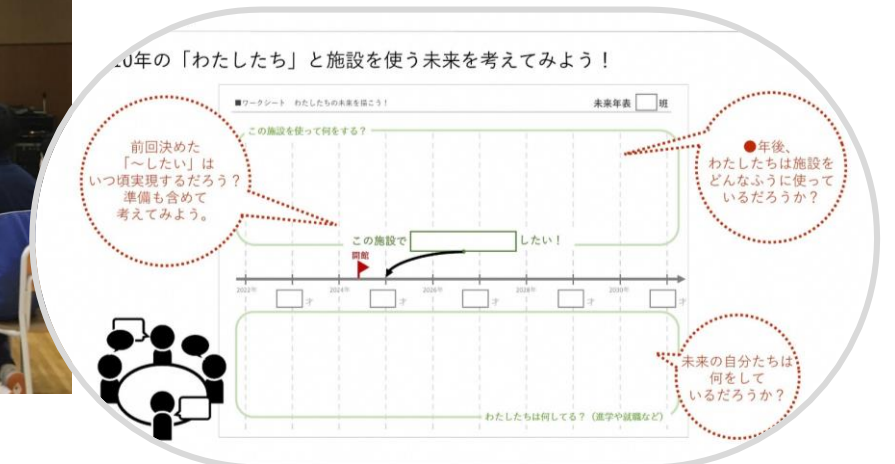 0年の「わたしたち」と施設を使う未来を考えてみよう！
■ワークシート　わたしたちの未来を描こう！
未来年表 班
この施設を使って何をする？
前回決めた
「～したい」は
いつ頃実現するだろう？
準備も含めて
考えてみよう。
●年後、
わたしたちは施設を
どんなふうに使って
いるだろうか？
この施設で したい！
開館
2022年 2024年 2026年 2028年 2030年
才 才 才 才 才
未来の自分たちは
何をして
いるだろうか？
わたしたちは何してる？（進学や就職など）